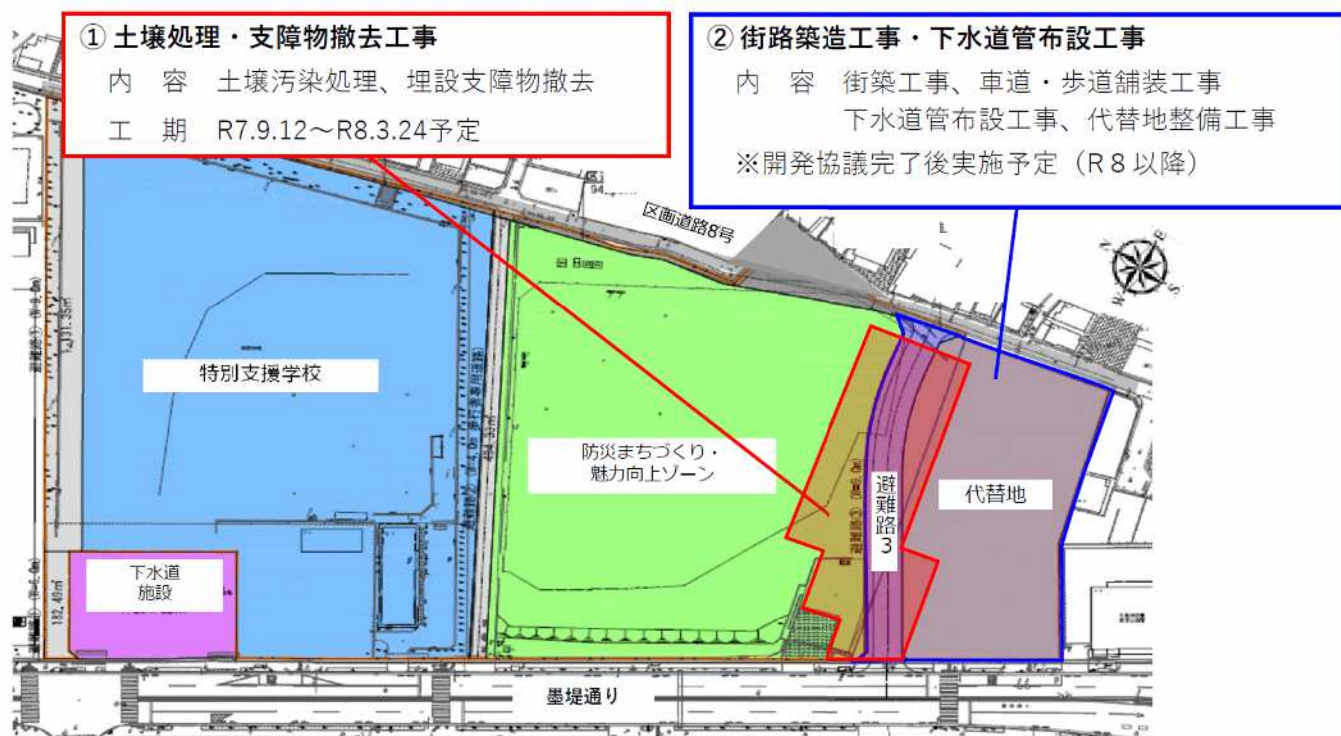 ① 土壌処理・支障物撤去工事
内　容　土壌汚染処理、埋設支障物撤去
工　期　R7.9.12～R8.3.24予定
② 街路築造工事・下水道管布設工事
内　容　街築工事、車道・歩道舗装工事
下水道管布設工事、代替地整備工事
※開発協議完了後実施予定（R８以降）
区画道路8号
N
E
S
W
特別支援学校
防災まちづくり・
魅力向上ゾーン
避難路３
代替地
下水道
施設
182.49㎡
墨堤通り